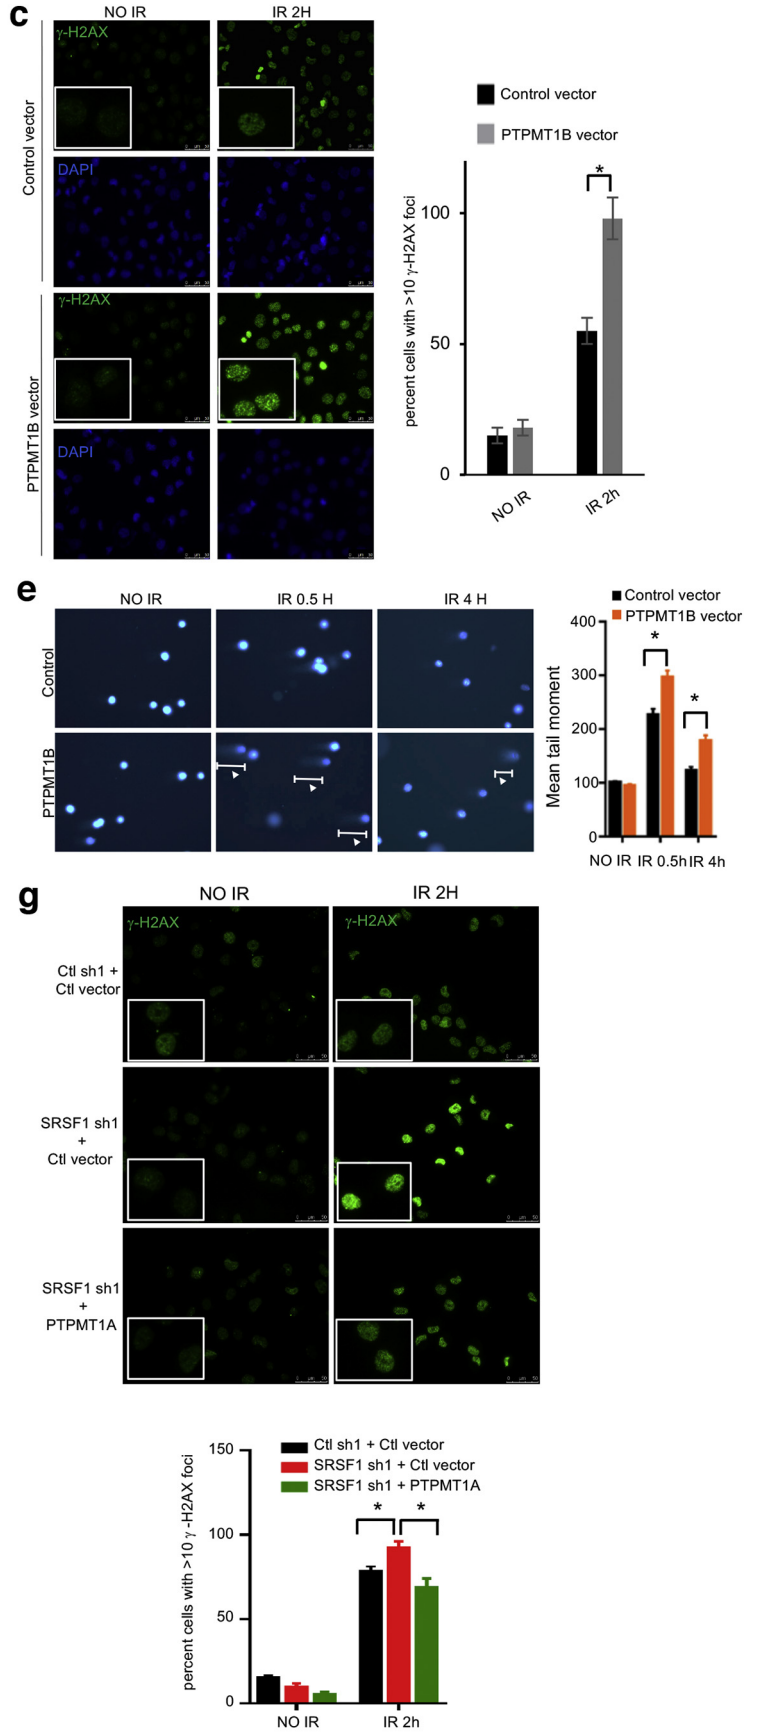 c
NO IR
IR 2H
γ-H2AX
Control vector
DAPI
γ-H2AX
PTPMT1B vector
DAPI
Control vector
PTPMT1B vector
percent cells with >10 γ-H2AX foci
*
100
50
0
NO IR
IR 2h
e
NO IR
IR 0.5 H
IR 4 H
Control
PTPMT1B
Control vector
PTPMT1B vector
Mean tail moment
400
300
200
100
0
*
*
NO IR
IR 0.5h
IR 4h
g
NO IR
IR 2H
γ-H2AX
γ-H2AX
Ctl sh1 +
Ctl vector
SRSF1 sh1
+
Ctl vector
SRSF1 sh1
+
PTPMT1A
Ctl sh1 + Ctl vector
SRSF1 sh1 + Ctl vector
SRSF1 sh1 + PTPMT1A
percent cells with >10 γ-H2AX foci
150
100
50
0
*
*
NO IR
IR 2h